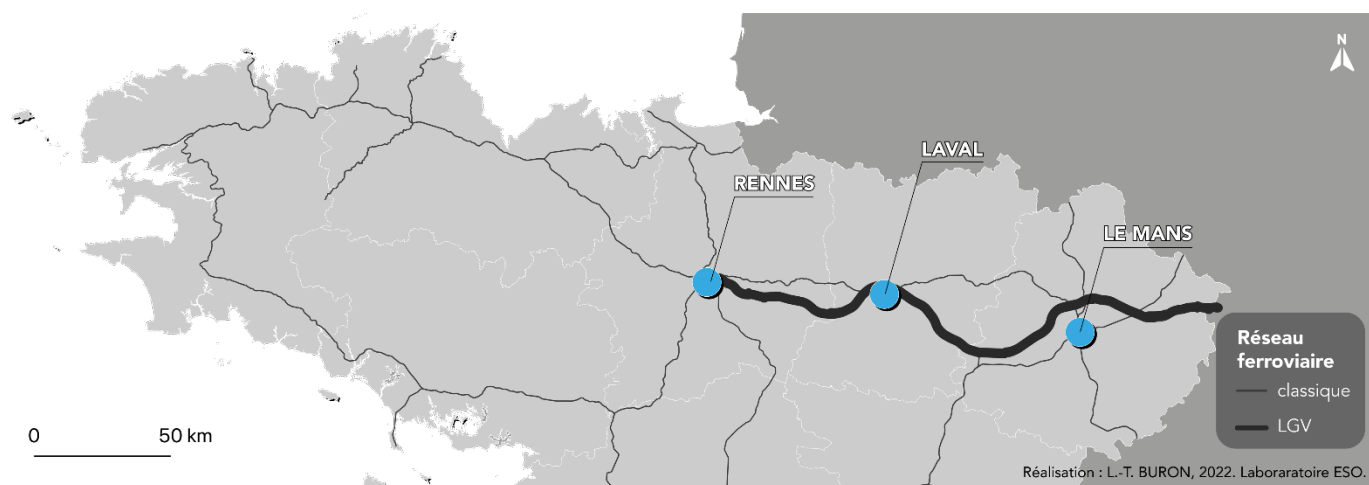 N
LAVAL
RENNES
LE MANS
Réseau
ferroviaire
classique
LGV
0 50 km
Réalisation : L.-T. BURON, 2022. Laboraratoire ESO.